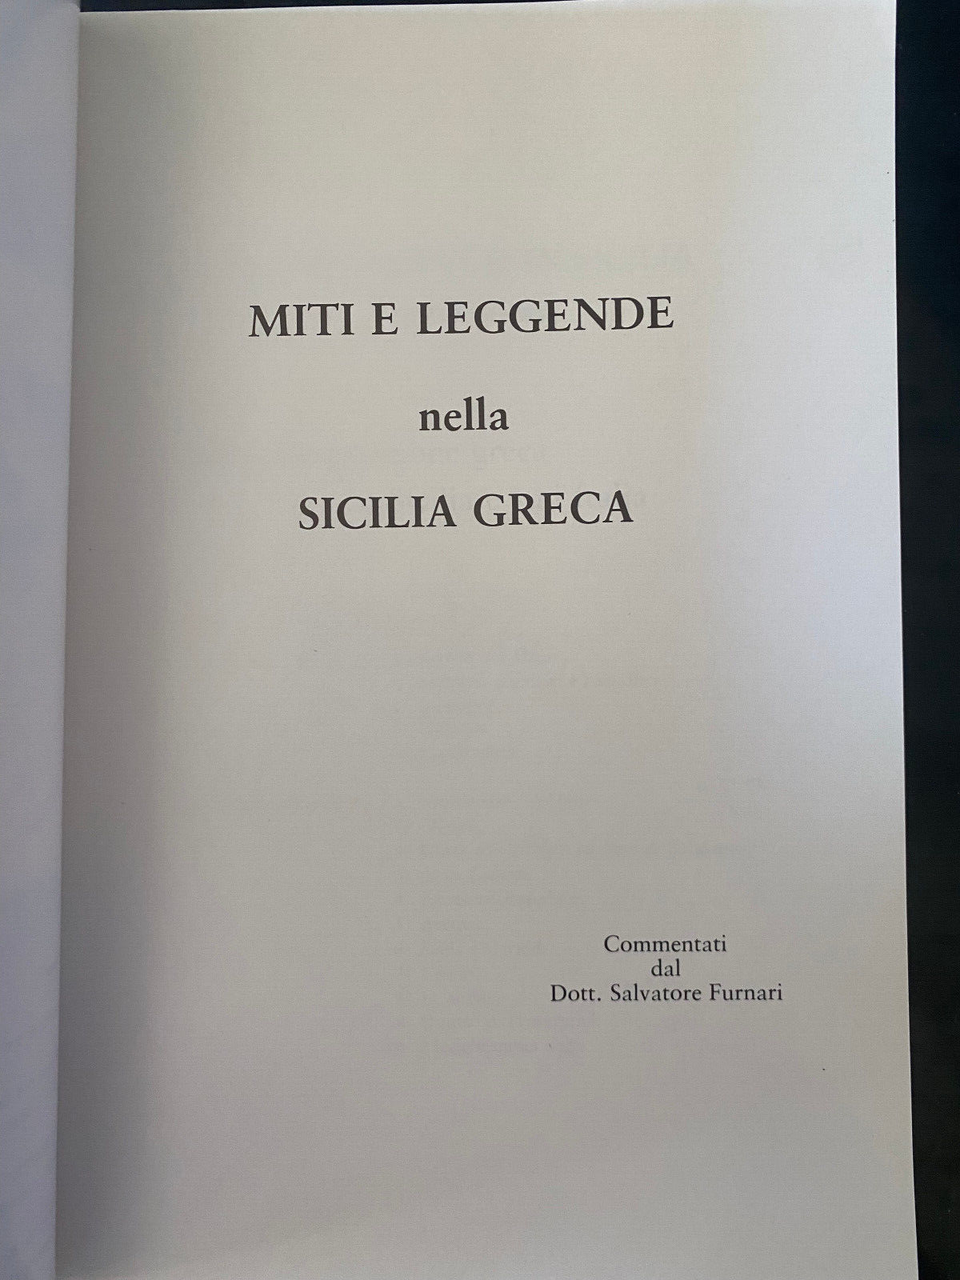 MITI E LEGGENDE
nella
SICILIA GRECA
Commentati
dal
Dott. Salvatore Furnari